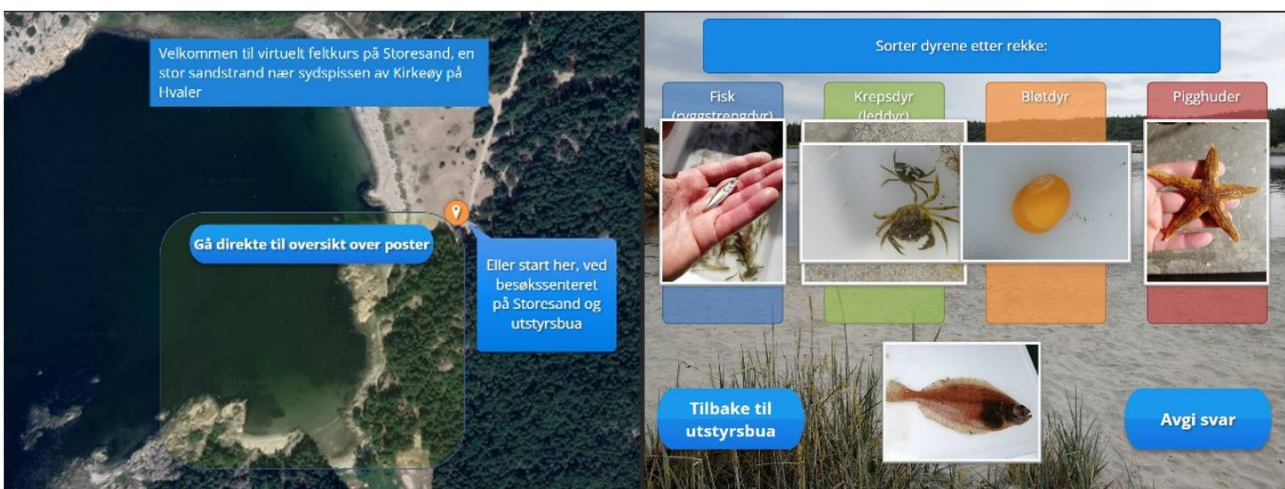 Velkommen til virtuelt feltkurs på Storesand, en
stor sandstrand nær sydspissen av Kirkeøy på
Hvaler
Gå direkte til oversikt over poster
Eller start her, ved
besøkssenteret
på Storesand og
utstyrsbua
Sorter dyrene etter rekke:
Fisk
(ryggstrengdyr)
Krepsdyr
(leddyr)
Bløtdyr
Pigghuder
Tilbake til
utstyrsbua
Avgi svar